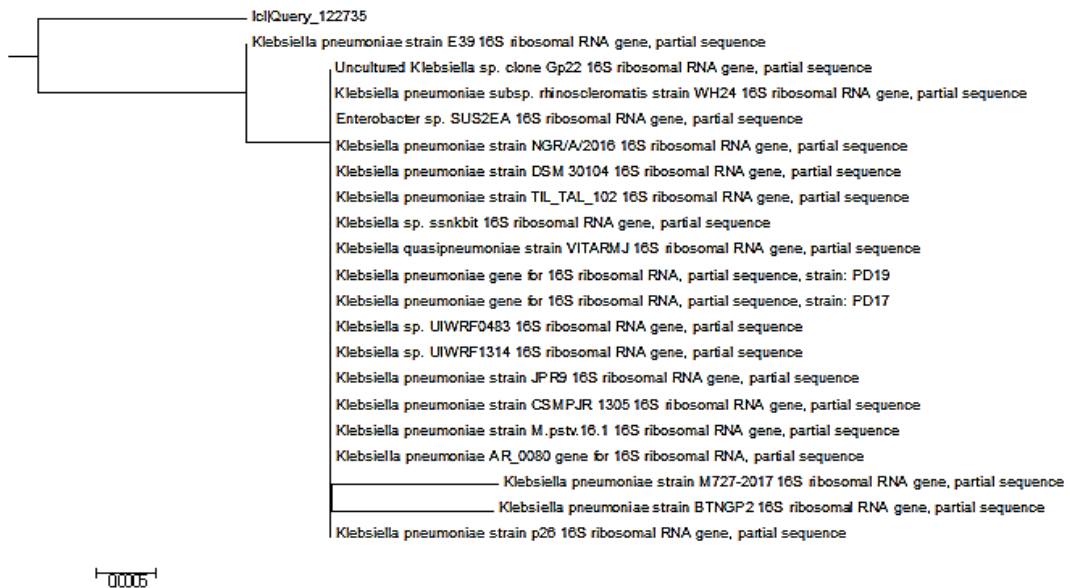 lcl|Query_122735
Klebsiella pneumoniae strain E39 16S ribosomal RNA gene, partial sequence
Uncultured Klebsiella sp. clone Gp22 16S ribosomal RNA gene, partial sequence
Klebsiella pneumoniae subsp. rhinoscleromatis strain WH24 16S ribosomal RNA gene, partial sequence
Enterobacter sp. SUS2EA 16S ribosomal RNA gene, partial sequence
Klebsiella pneumoniae strain NGR/A/2016 16S ribosomal RNA gene, partial sequence
Klebsiella pneumoniae strain DSM 30104 16S ribosomal RNA gene, partial sequence
Klebsiella pneumoniae strain TIL_TAL_102 16S ribosomal RNA gene, partial sequence
Klebsiella sp. ssnkbit 16S ribosomal RNA gene, partial sequence
Klebsiella quasipneumoniae strain VITARMJ 16S ribosomal RNA gene, partial sequence
Klebsiella pneumoniae gene for 16S ribosomal RNA, partial sequence, strain: PD19
Klebsiella pneumoniae gene for 16S ribosomal RNA, partial sequence, strain: PD17
Klebsiella sp. UIWRF0483 16S ribosomal RNA gene, partial sequence
Klebsiella sp. UIWRF1314 16S ribosomal RNA gene, partial sequence
Klebsiella pneumoniae strain JPR9 16S ribosomal RNA gene, partial sequence
Klebsiella pneumoniae strain CSMPJR 1305 16S ribosomal RNA gene, partial sequence
Klebsiella pneumoniae strain M.pstv.16.1 16S ribosomal RNA gene, partial sequence
Klebsiella pneumoniae AR_0080 gene for 16S ribosomal RNA, partial sequence
Klebsiella pneumoniae strain M727-2017 16S ribosomal RNA gene, partial sequence
Klebsiella pneumoniae strain BTNGP2 16S ribosomal RNA gene, partial sequence
Klebsiella pneumoniae strain p26 16S ribosomal RNA gene, partial sequence
0.0005